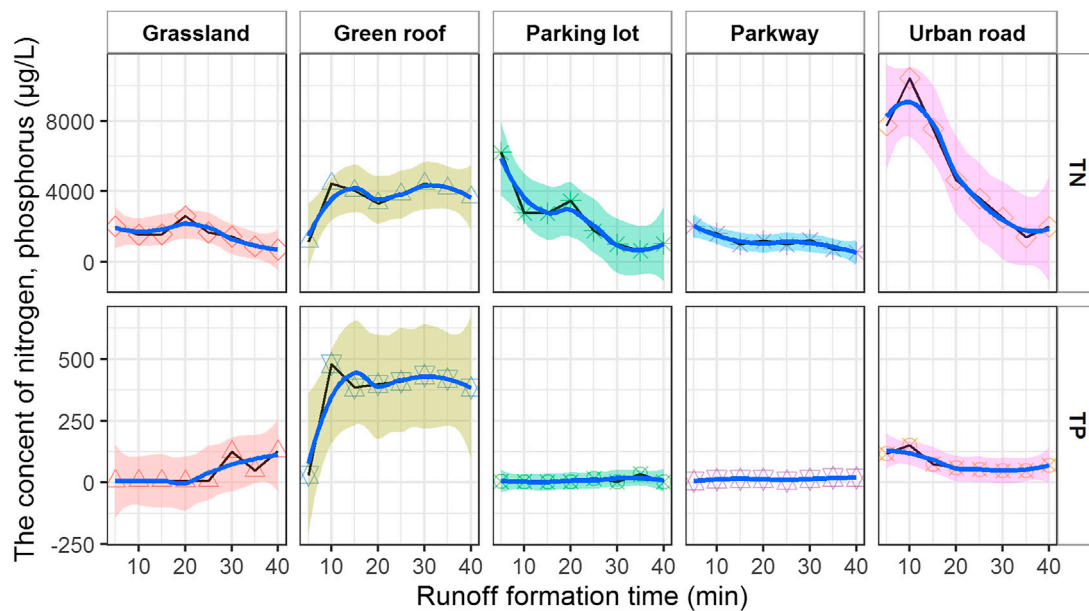 Grassland Green roof Parking lot Parkway Urban road
The concent of nitrogen, phosphorus (µg/L)
8000
4000
0
TN
500
250
0
-250
TP
10 20 30 40 10 20 30 40 10 20 30 40 10 20 30 40 10 20 30 40
Runoff formation time (min)